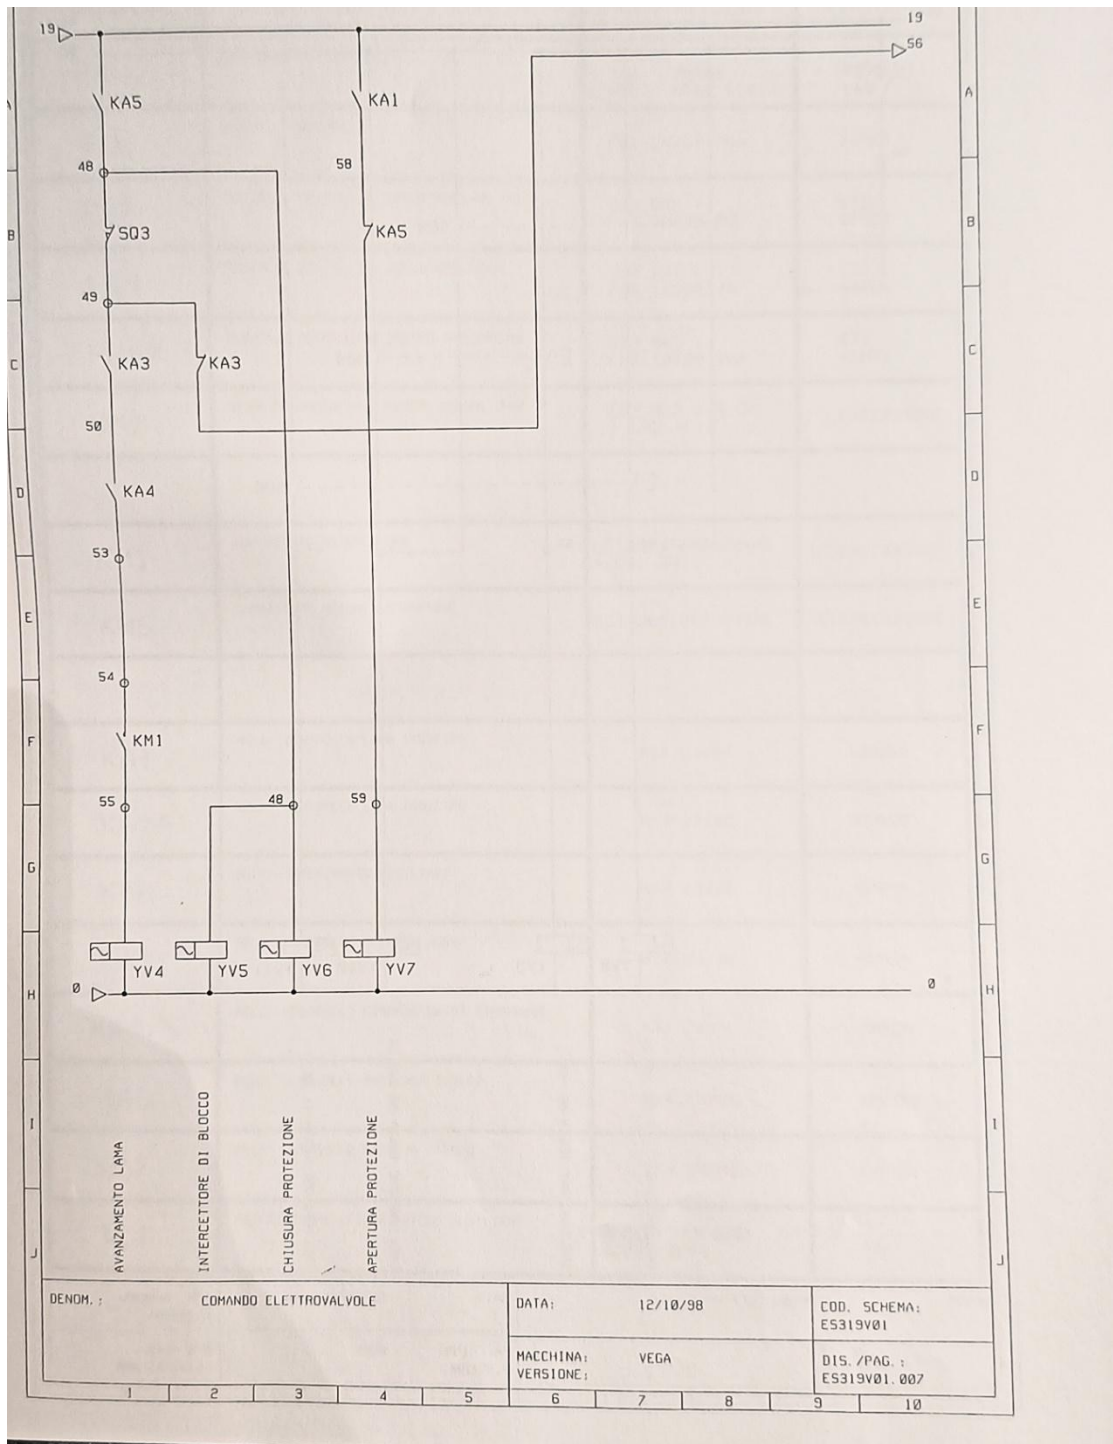 19 19
56
KA5 KA1 A
48 58
B SQ3 KA5 B
49
C KA3 KA3 C
50
D KA4 D
53
E E
54
F KM1 F
55 48 59
G G
YV4 YV5 YV6 YV7
0 0
H H
I I
AVANZAMENTO LAMA
INTERCETTORE DI BLOCCO
CHIUSURA PROTEZIONE
APERTURA PROTEZIONE
J J
DENOM.: COMANDO ELETTROVALVOLE
DATA: 12/10/98
COD. SCHEMA:
ES319V01
MACCHINA: VEGA
VERSIONE:
DIS./PAG.:
ES319V01.007
1 2 3 4 5 6 7 8 9 10